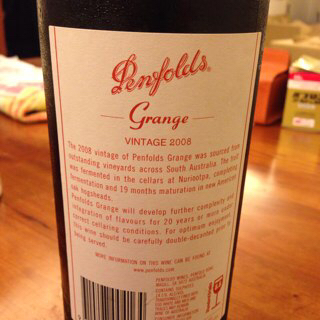 Penfolds
Grange
VINTAGE 2008
The 2008 vintage of Penfolds Grange was sourced from
outstanding vineyards across South Australia. The fruit
was fermented in the cellars at Nuriootpa, completing
fermentation and 19 months maturation in new American
oak hogsheads.
Penfolds Grange will develop further complexity and
integration of flavours for 20 years or more under
correct cellaring conditions. For optimum enjoyment,
this wine should be carefully double-decanted prior to
being served.
MORE INFORMATION ON THIS WINE CAN BE FOUND AT
www.penfolds.com
PENFOLDS WINES